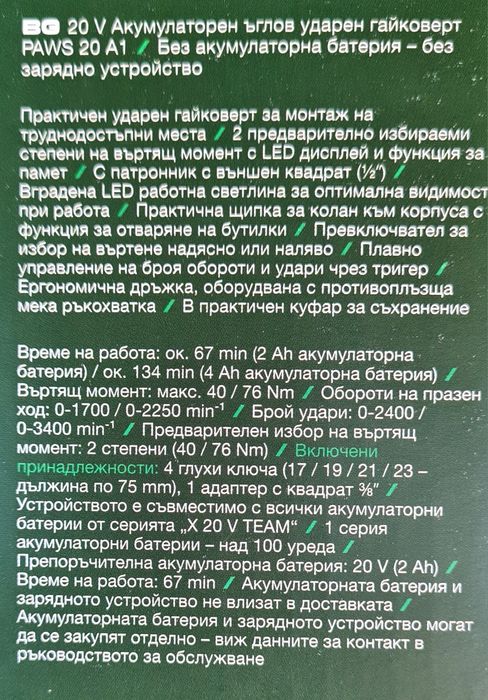 BG 20 V Акумулаторен ъглов ударен гайковерт
PAWS 20 A1 / Без акумулаторна батерия – без
зарядно устройство
Практичен ударен гайковерт за монтаж на
труднодостъпни места / 2 предварително избираеми
степени на въртящ момент с LED дисплей и функция за
памет / С патронник с външен квадрат (½") /
Вградена LED работна светлина за оптимална видимост
при работа / Практична щипка за колан към корпуса с
функция за отваряне на бутилки / Превключвател за
избор на въртене надясно или наляво / Плавно
управление на броя обороти и удари чрез тригер /
Ергономична дръжка, оборудвана с противоплъзща
мека ръкохватка / В практичен куфар за съхранение
Време на работа: ок. 67 min (2 Ah акумулаторна
батерия) / ок. 134 min (4 Ah акумулаторна батерия) /
Въртящ момент: макс. 40 / 76 Nm / Обороти на празен
ход: 0-1700 / 0-2250 min⁻¹ / Брой удари: 0-2400 /
0-3400 min⁻¹ / Предварителен избор на въртящ
момент: 2 степени (40 / 76 Nm) / Включени
принадлежности: 4 глухи ключа (17 / 19 / 21 / 23 –
дължина по 75 mm), 1 адаптер с квадрат ⅜" /
Устройството е съвместимо с всички акумулаторни
батерии от серията „X 20 V TEAM“ / 1 серия
акумулаторни батерии – над 100 уреда /
Препоръчителна акумулаторна батерия: 20 V (2 Ah) /
Време на работа: 67 min / Акумулаторната батерия и
зарядното устройство не влизат в доставката /
Акумулаторната батерия и зарядното устройство могат
да се закупят отделно – виж данните за контакт в
ръководството за обслужване